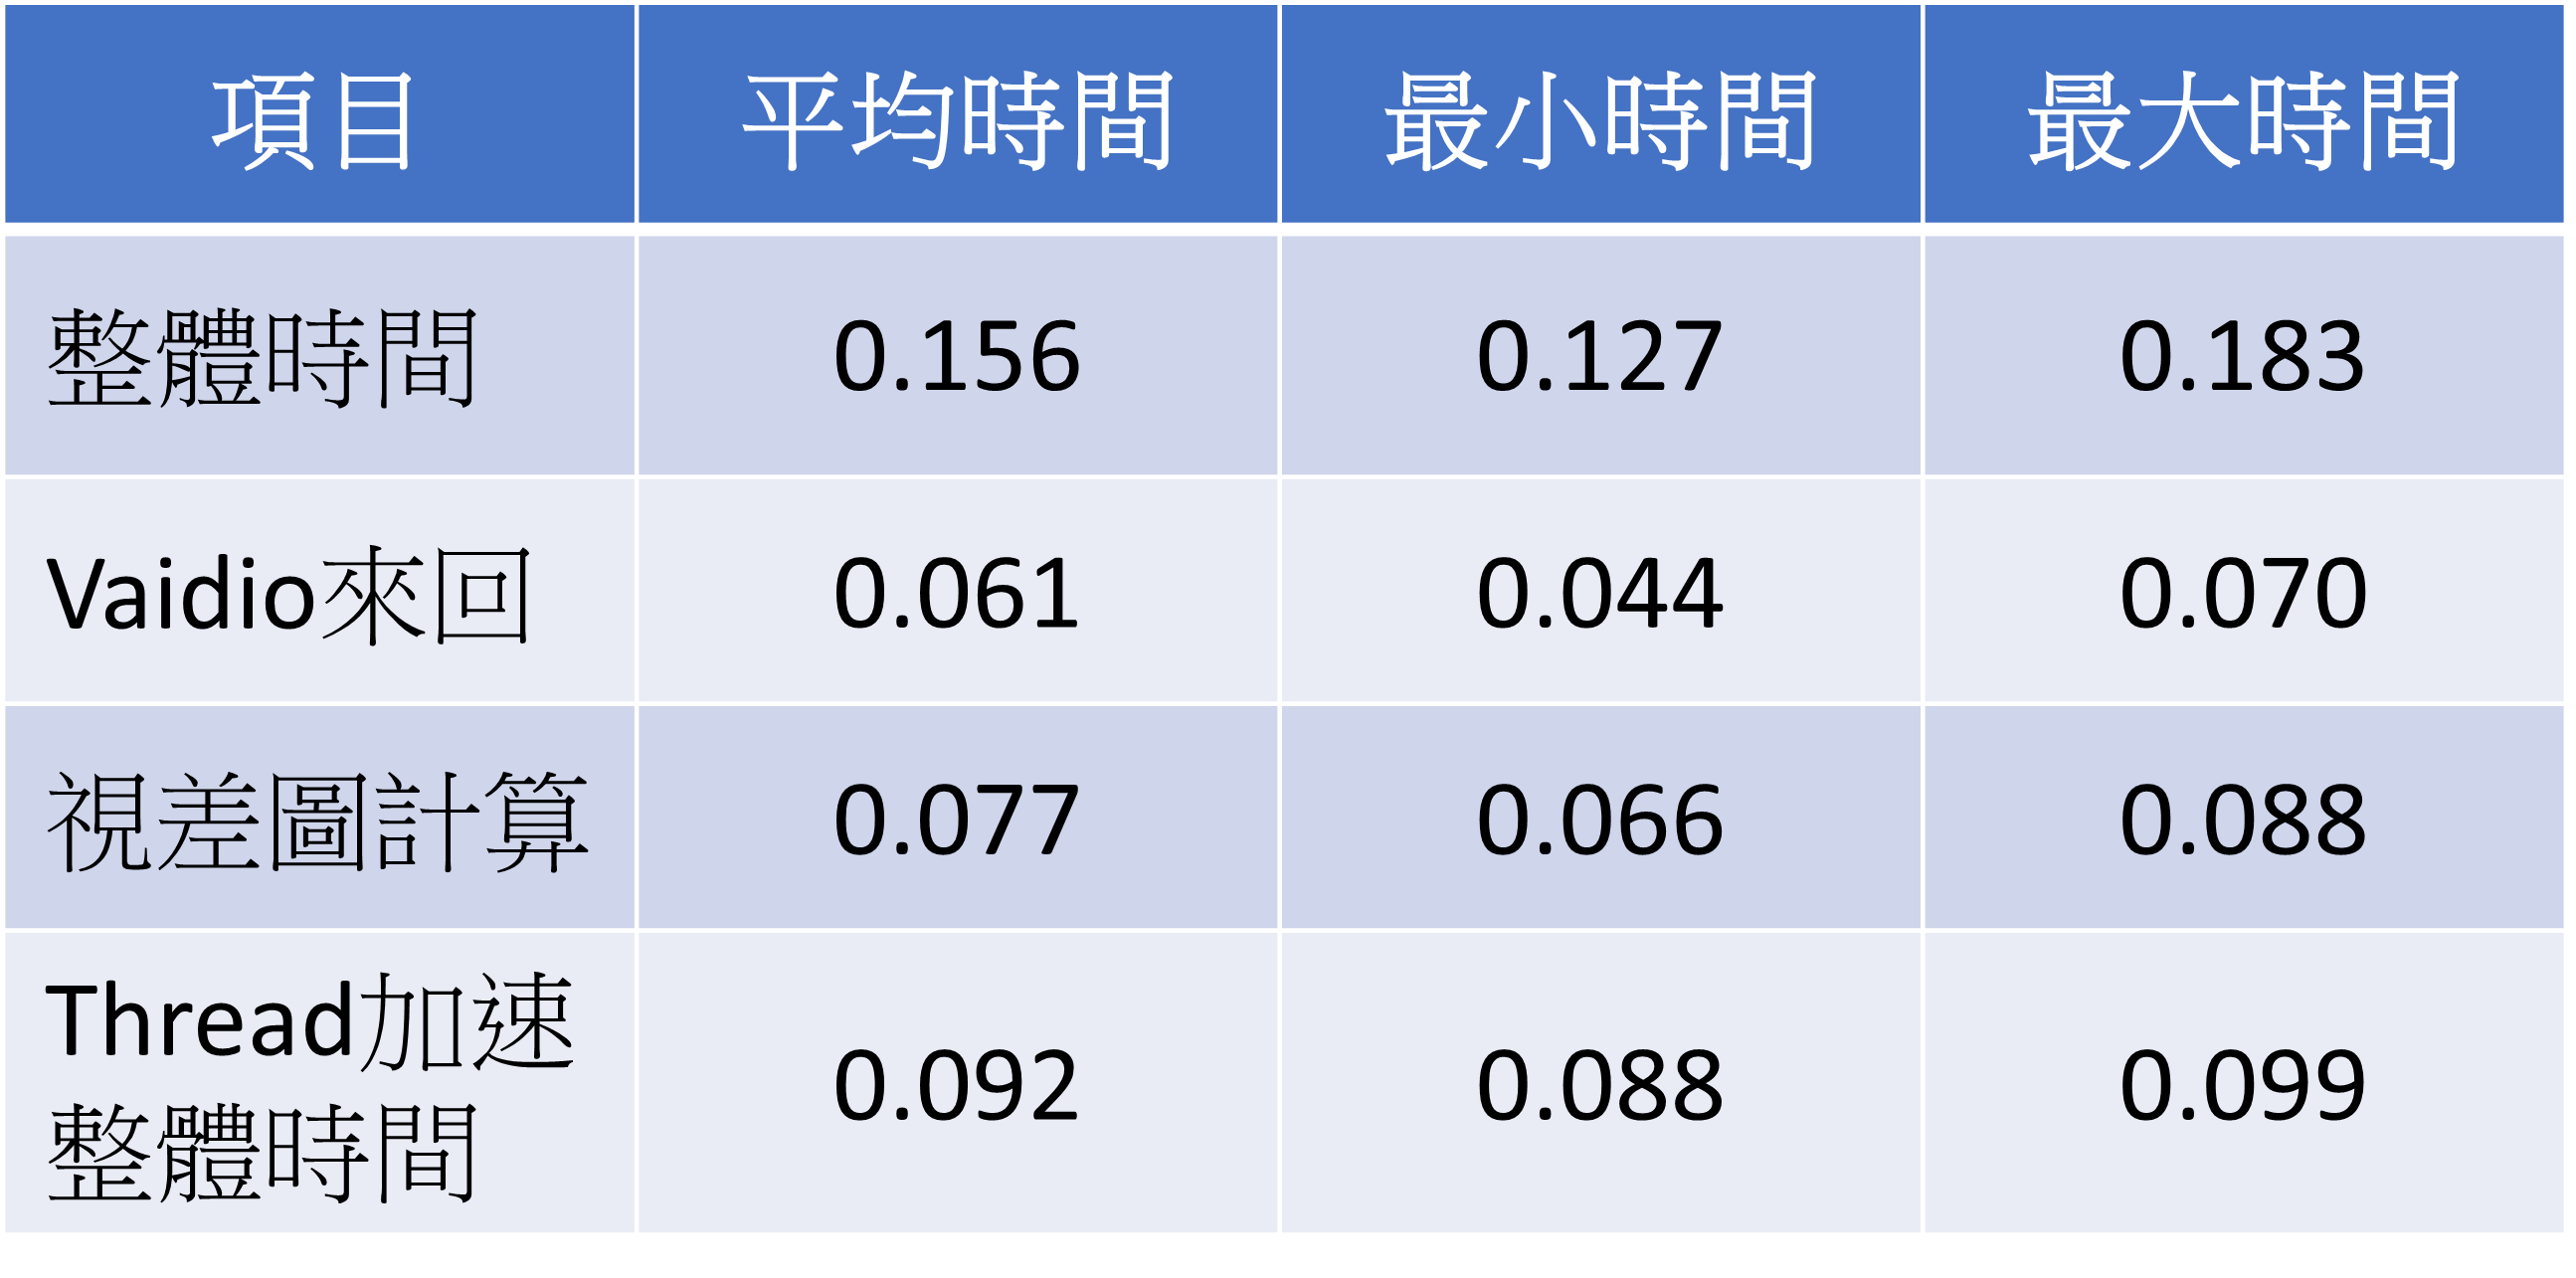 項目 平均時間 最小時間 最大時間
整體時間 0.156 0.127 0.183
Vaidio來回 0.061 0.044 0.070
視差圖計算 0.077 0.066 0.088
Thread加速
整體時間 0.092 0.088 0.099